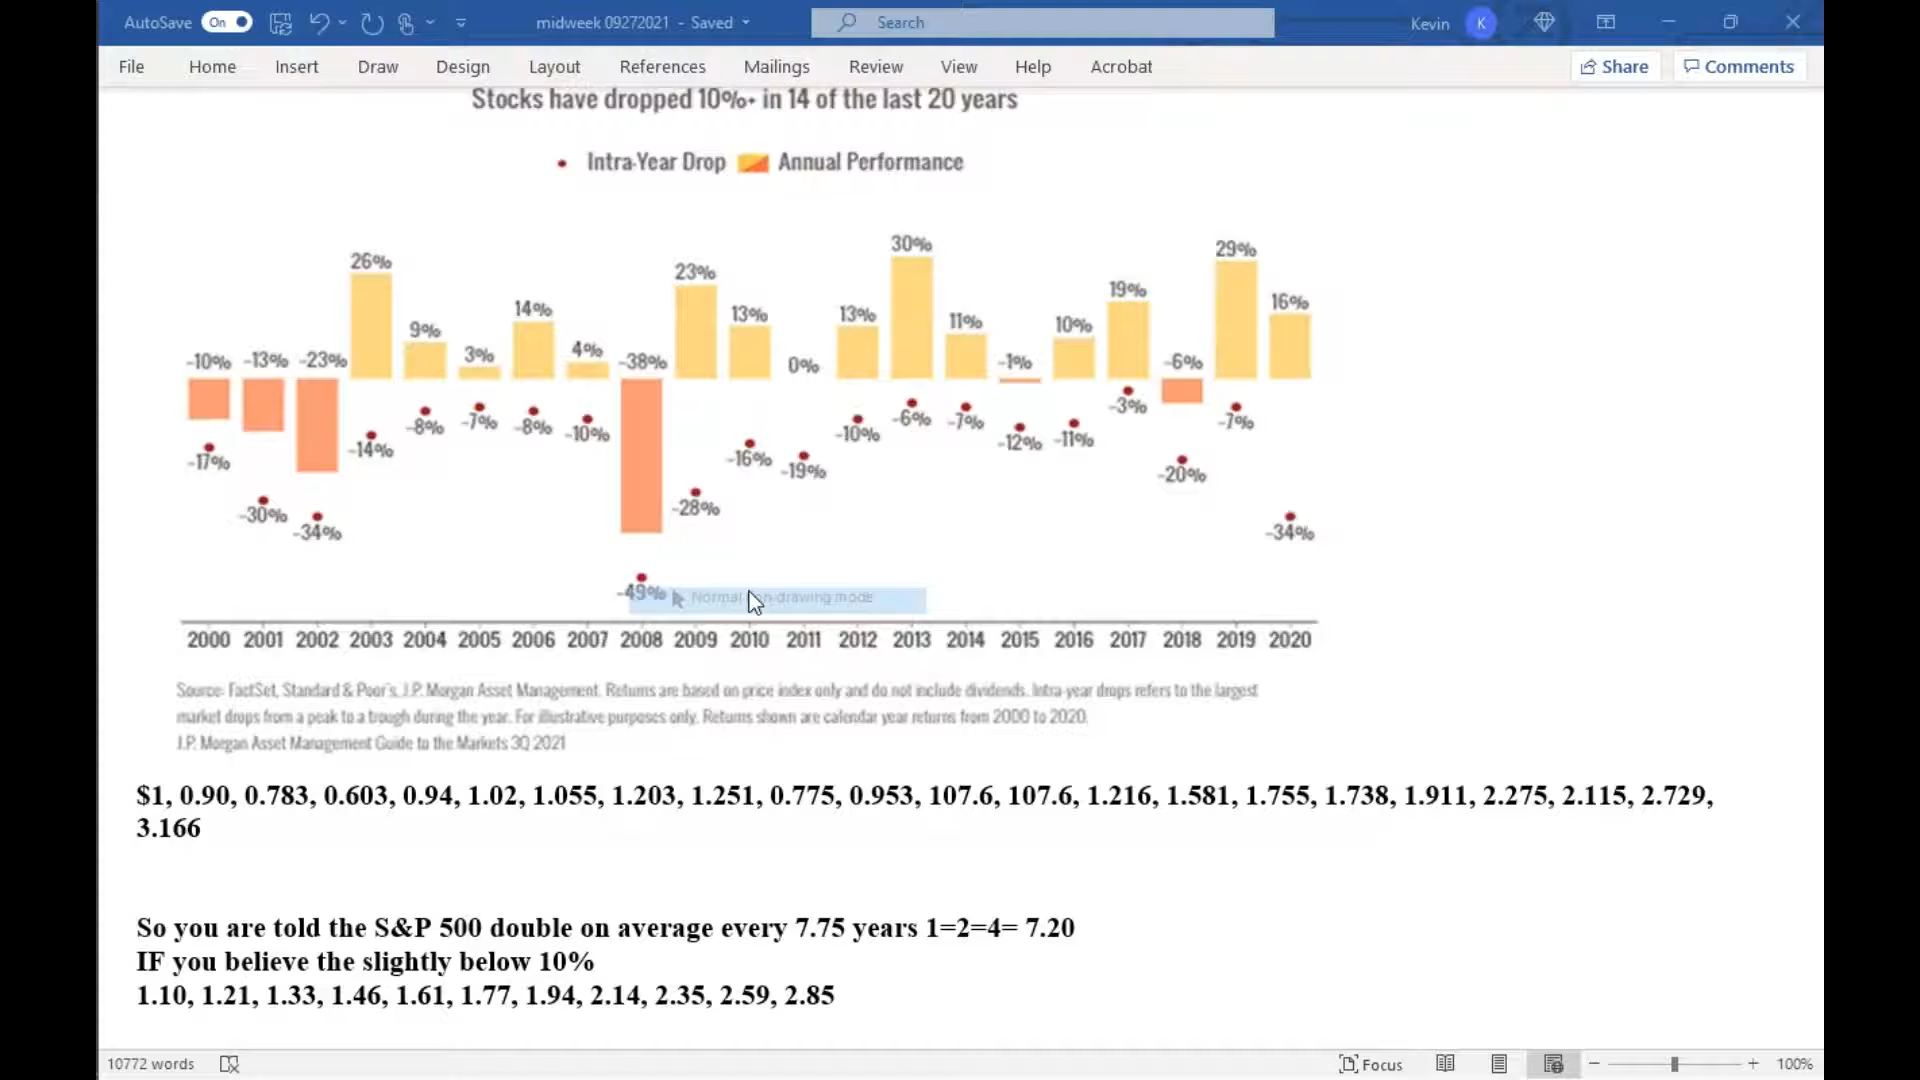 AutoSave On midweek 09272021 - Saved Search Kevin K
File Home Insert Draw Design Layout References Mailings Review View Help Acrobat Share Comments
Stocks have dropped 10%+ in 14 of the last 20 years
Intra-Year Drop Annual Performance
-10% -13% -23% 26% 9% 3% 14% 4% -38% 23% 13% 0% 13% 30% 11% -1% 10% 19% -6% 29% 16%
-17% -30% -34% -14% -8% -7% -8% -10% -49% -28% -16% -19% -10% -6% -7% -12% -11% -3% -20% -7% -34%
Normal non-drawing mode
2000 2001 2002 2003 2004 2005 2006 2007 2008 2009 2010 2011 2012 2013 2014 2015 2016 2017 2018 2019 2020
Source: FactSet, Standard & Poor's, J.P. Morgan Asset Management. Returns are based on price index only and do not include dividends. Intra-year drops refers to the largest
market drops from a peak to a trough during the year. For illustrative purposes only. Returns shown are calendar year returns from 2000 to 2020.
J.P. Morgan Asset Management Guide to the Markets 3Q 2021
$1, 0.90, 0.783, 0.603, 0.94, 1.02, 1.055, 1.203, 1.251, 0.775, 0.953, 107.6, 107.6, 1.216, 1.581, 1.755, 1.738, 1.911, 2.275, 2.115, 2.729,
3.166
So you are told the S&P 500 double on average every 7.75 years 1=2=4= 7.20
IF you believe the slightly below 10%
1.10, 1.21, 1.33, 1.46, 1.61, 1.77, 1.94, 2.14, 2.35, 2.59, 2.85
10772 words Focus 100%